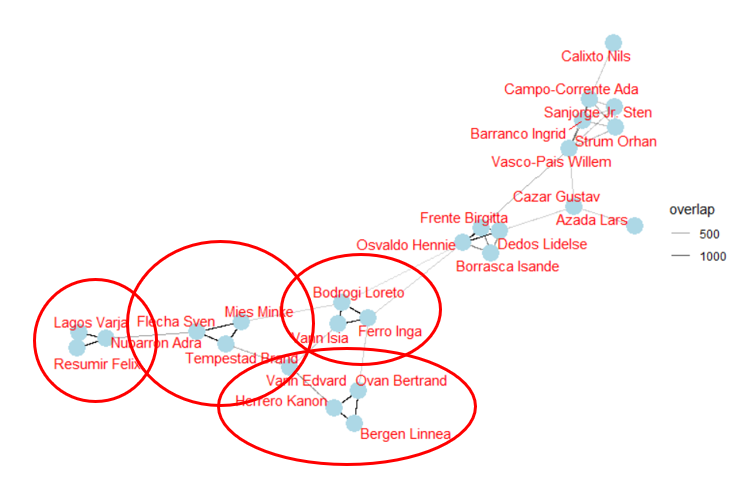 Calixto Nils
Campo-Corrente Ada
Sanjorge Jr. Sten
Barranco Ingrid
Strum Orhan
Vasco-Pais Willem
Cazar Gustav
Azada Lars
overlap
500
1000
Frente Birgitta
Osvaldo Hennie
Dedos Lidelse
Borrasca Isande
Bodrogi Loreto
Mies Minke
Lagos Varja
Flecha Sven
Ferro Inga
Vann Isia
Nubarron Adra
Tempestad Brand
Resumir Felix
Vann Edvard
Ovan Bertrand
Herrero Kanon
Bergen Linnea